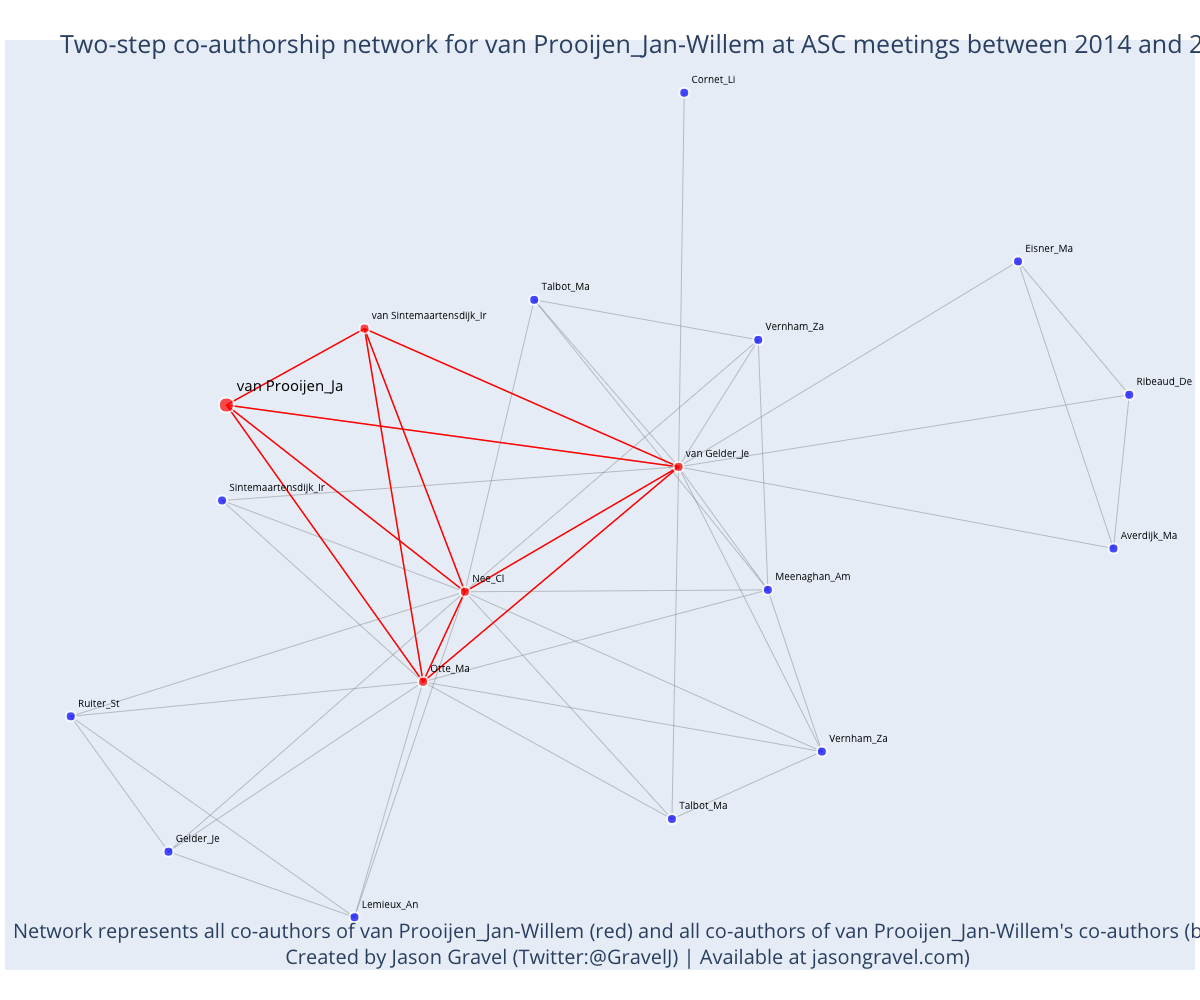 Two-step co-authorship network for van Prooijen_Jan-Willem at ASC meetings between 2014 and 2
Cornet_Li
Eisner_Ma
Talbot_Ma
van Sintemaartensdijk_Ir
Vernham_Za
van Prooijen_Ja
Ribeaud_De
van Gelder_Je
Sintemaartensdijk_Ir
Averdijk_Ma
Nee_Cl
Meenaghan_Am
Otte_Ma
Ruiter_St
Vernham_Za
Talbot_Ma
Gelder_Je
Lemieux_An
Network represents all co-authors of van Prooijen_Jan-Willem (red) and all co-authors of van Prooijen_Jan-Willem's co-authors (b
Created by Jason Gravel (Twitter:@GravelJ) | Available at jasongravel.com)